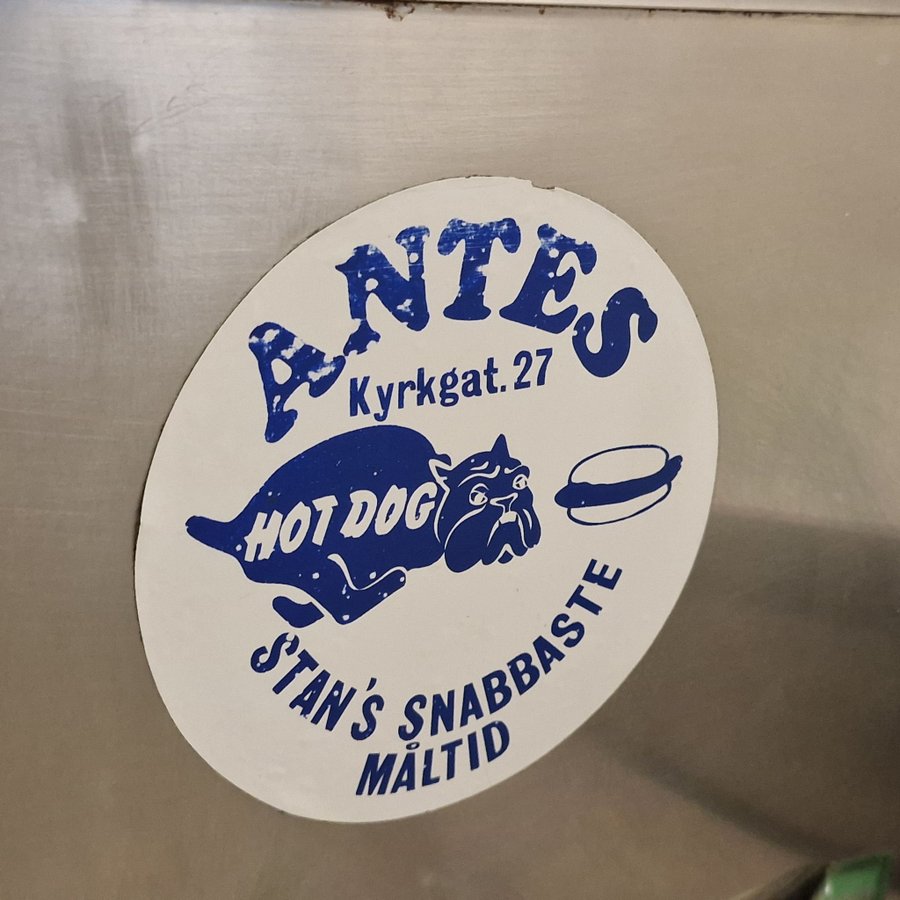 ANTES
Kyrkgat. 27
HOT DOG
STAN'S SNABBASTE
MÅLTID